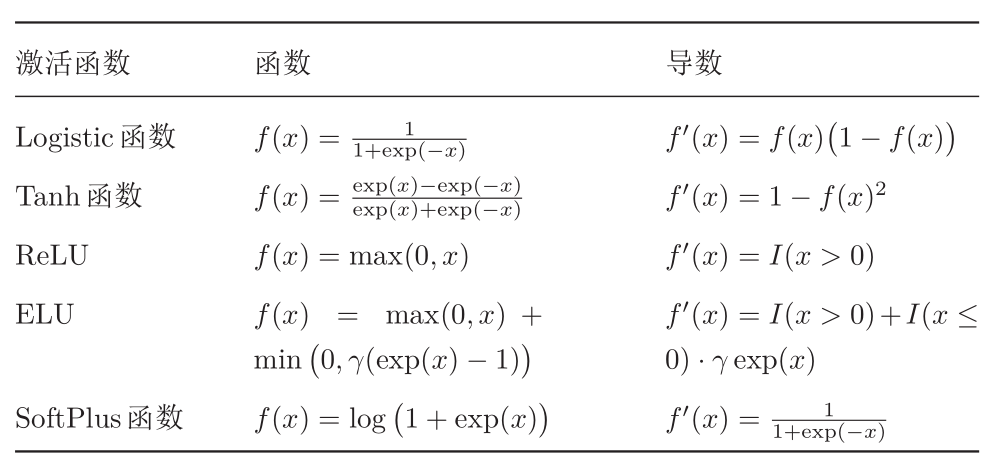 激活函数 函数 导数
Logistic 函数 f(x) = 1/(1+exp(−x)) f′(x) = f(x)(1 − f(x))
Tanh 函数 f(x) = (exp(x)−exp(−x))/(exp(x)+exp(−x)) f′(x) = 1 − f(x)²
ReLU f(x) = max(0, x) f′(x) = I(x > 0)
ELU f(x) = max(0, x) + f′(x) = I(x > 0) + I(x ≤
min(0, γ(exp(x) − 1)) 0) · γ exp(x)
SoftPlus 函数 f(x) = log(1 + exp(x)) f′(x) = 1/(1+exp(−x))